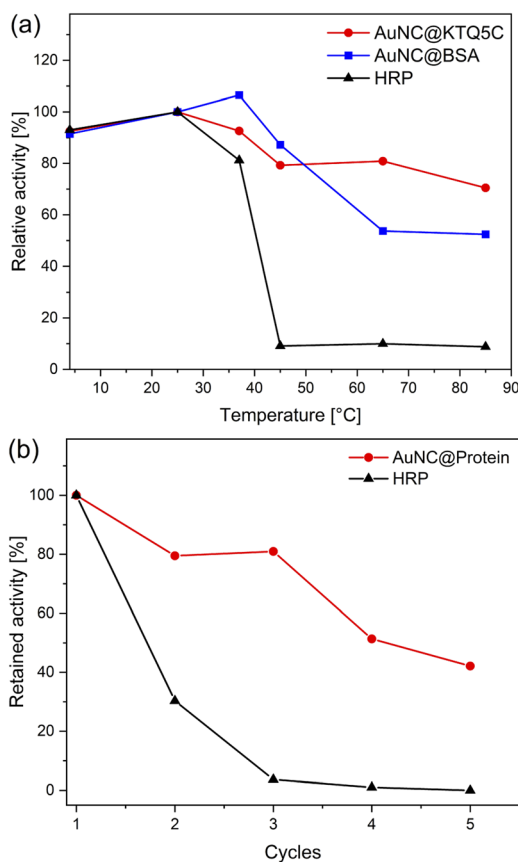 (a)
AuNC@KTQ5C
AuNC@BSA
HRP
Relative activity [%]
120
100
80
60
40
20
0
10 20 30 40 50 60 70 80 90
Temperature [°C]
(b)
AuNC@Protein
HRP
Retained activity [%]
100
80
60
40
20
0
1 2 3 4 5
Cycles